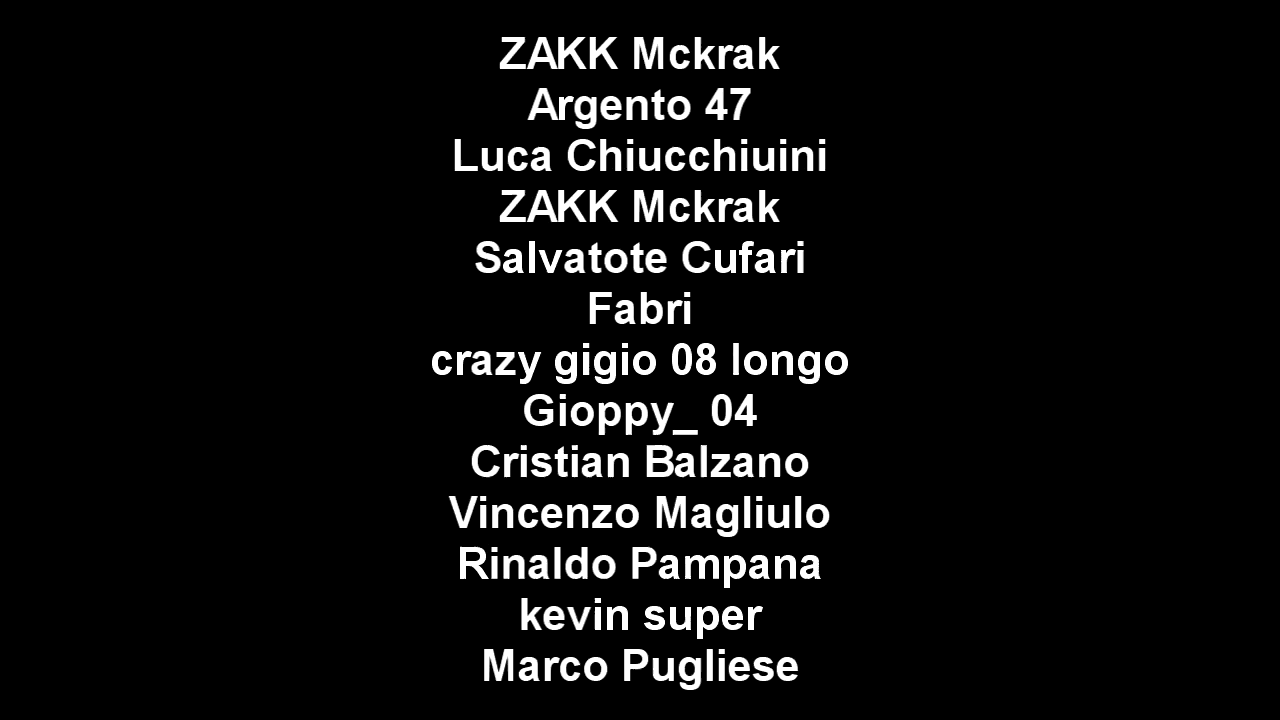 ZAKK Mckrak
Argento 47
Luca Chiucchiuini
ZAKK Mckrak
Salvatote Cufari
Fabri
crazy gigio 08 longo
Gioppy_ 04
Cristian Balzano
Vincenzo Magliulo
Rinaldo Pampana
kevin super
Marco Pugliese